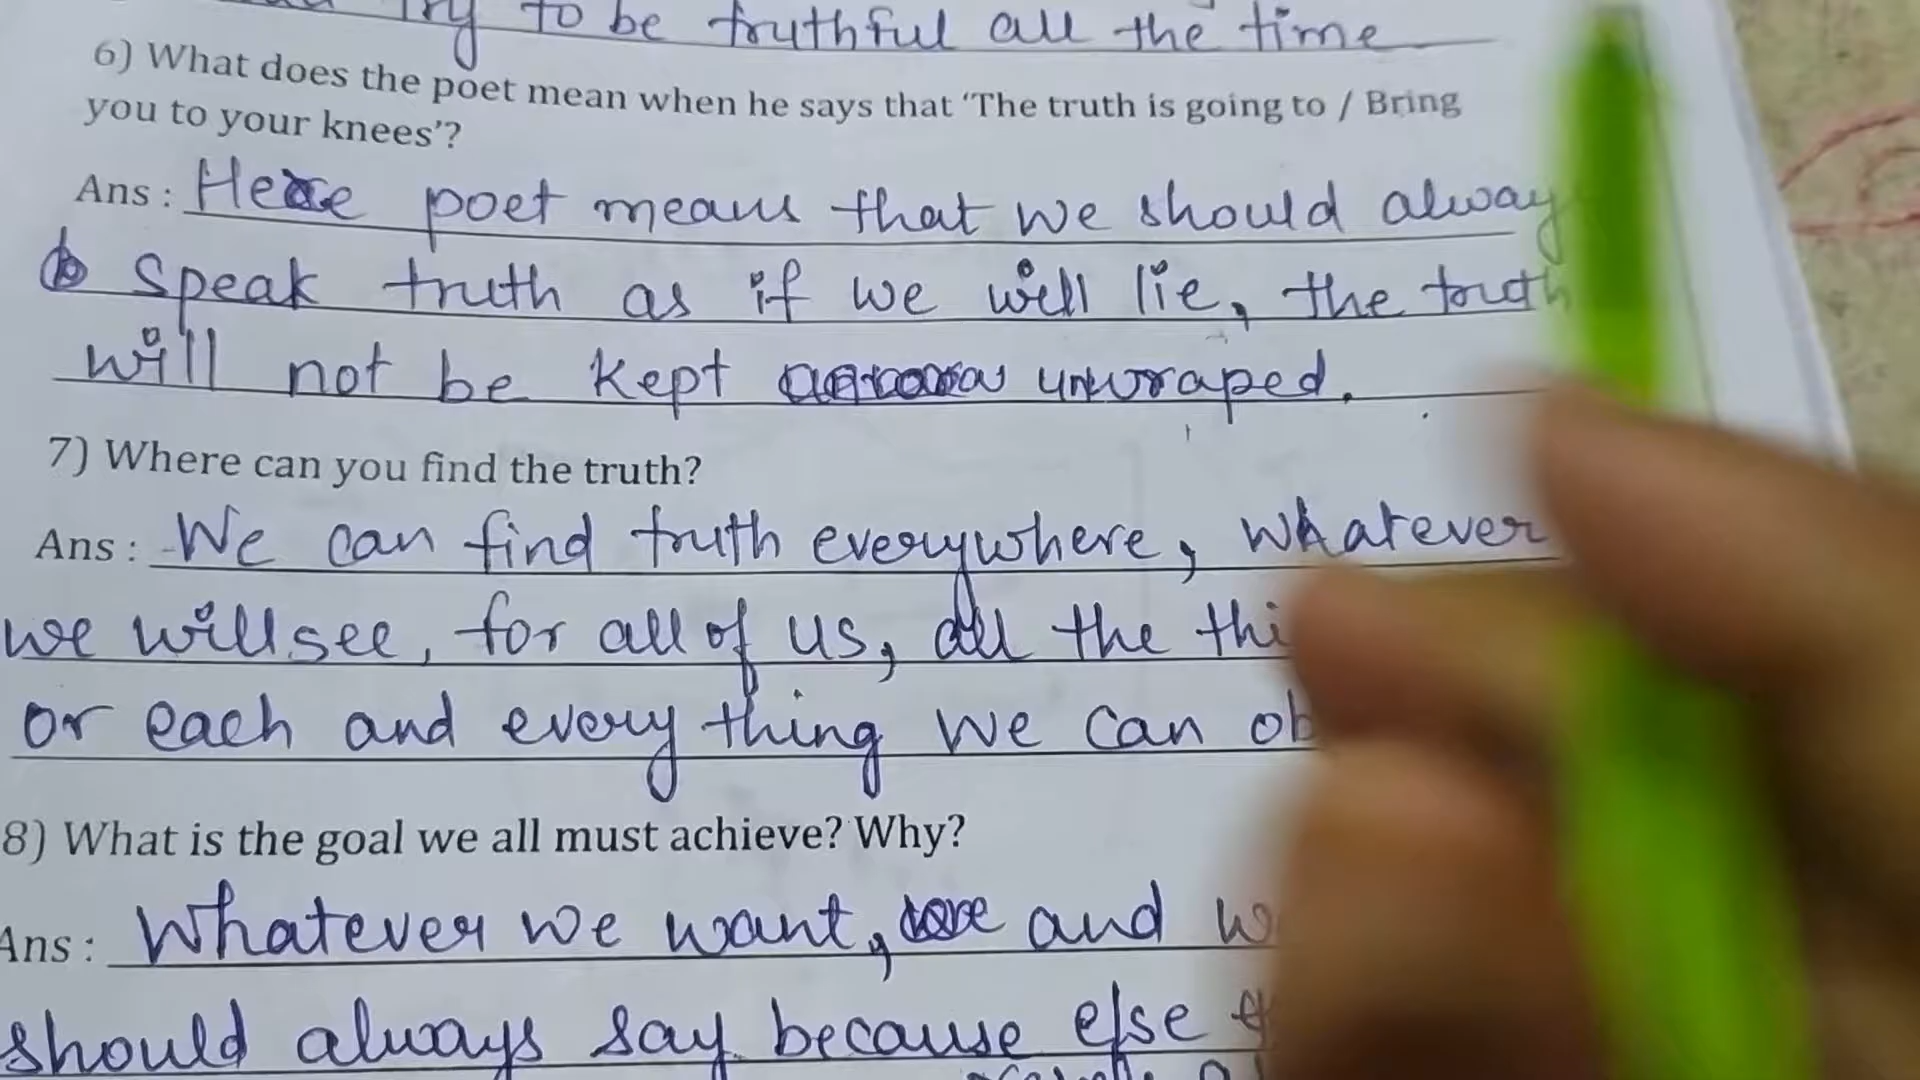 Try to be truthful all the time
6) What does the poet mean when he says that ‘The truth is going to / Bring
you to your knees’?
Ans : Here poet means that we should alway
Speak truth as if we will lie, the truth
will not be kept unwraped.
7) Where can you find the truth?
Ans : We can find truth everywhere, whatever
we will see, for all of us, all the thi
or each and every thing we can ob
8) What is the goal we all must achieve? Why?
Ans : Whatever we want, and w
should always say because else